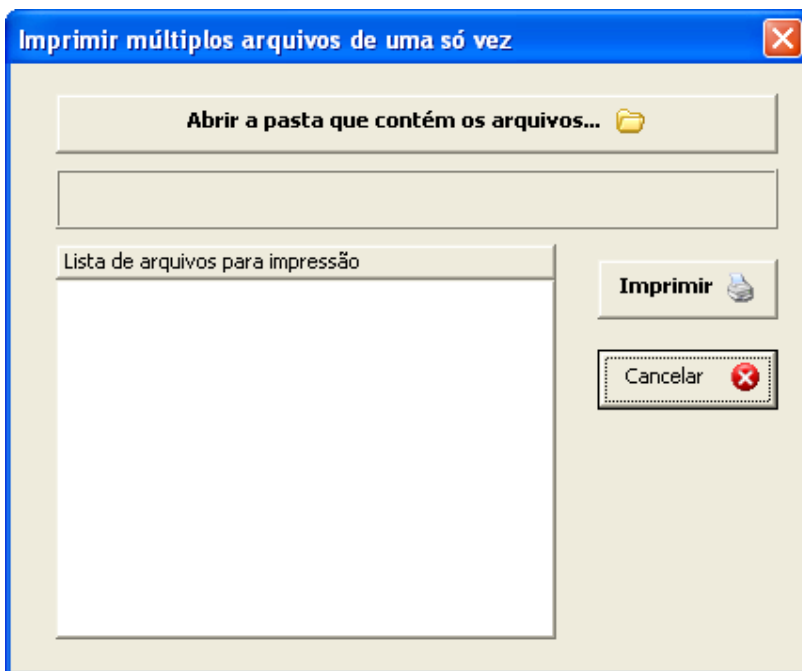 Imprimir múltiplos arquivos de uma só vez
Abrir a pasta que contém os arquivos...
Lista de arquivos para impressão
Imprimir
Cancelar